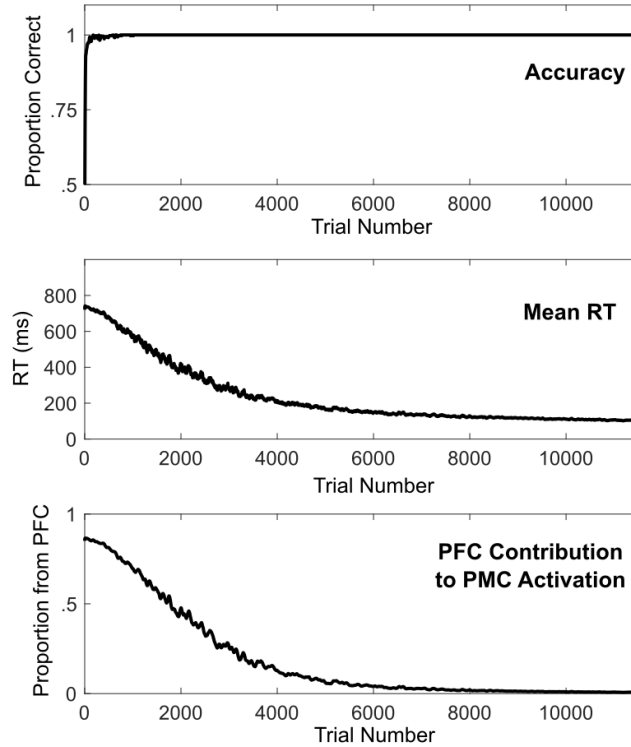 1
.75
.5
Proportion Correct
Accuracy
0 2000 4000 6000 8000 10000
Trial Number
800
600
400
200
0
RT (ms)
Mean RT
0 2000 4000 6000 8000 10000
Trial Number
1
.5
0
Proportion from PFC
PFC Contribution
to PMC Activation
0 2000 4000 6000 8000 10000
Trial Number